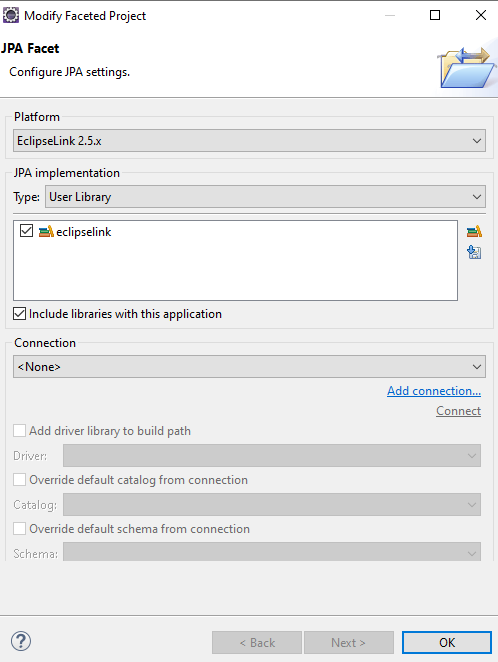 Modify Faceted Project
JPA Facet
Configure JPA settings.
Platform
EclipseLink 2.5.x
JPA implementation
Type: User Library
eclipselink
Include libraries with this application
Connection
<None>
Add connection...
Connect
Add driver library to build path
Driver:
Override default catalog from connection
Catalog:
Override default schema from connection
Schema:
? < Back Next > OK